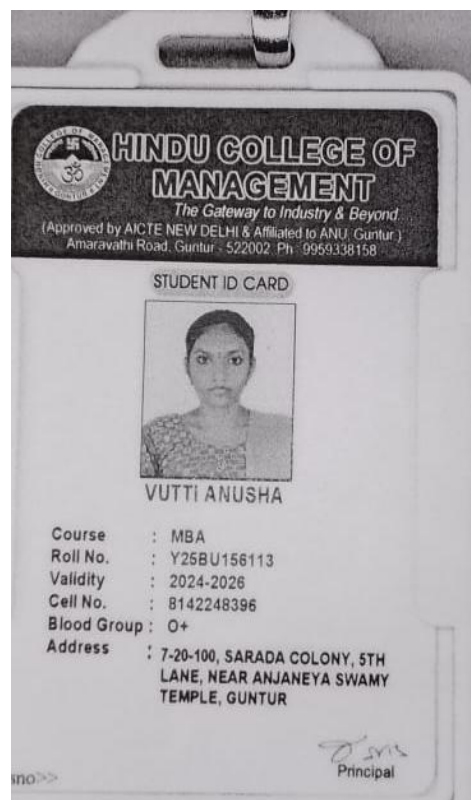 HINDU COLLEGE OF
MANAGEMENT
The Gateway to Industry & Beyond...
(Approved by AICTE NEW DELHI & Affiliated to ANU, Guntur.)
Amaravathi Road, Guntur - 522002 Ph : 9959338158
STUDENT ID CARD
VUTTI ANUSHA
Course : MBA
Roll No. : Y25BU156113
Validity : 2024-2026
Cell No. : 8142248396
Blood Group : O+
Address : 7-20-100, SARADA COLONY, 5TH
LANE, NEAR ANJANEYA SWAMY
TEMPLE, GUNTUR
Principal
sno>>